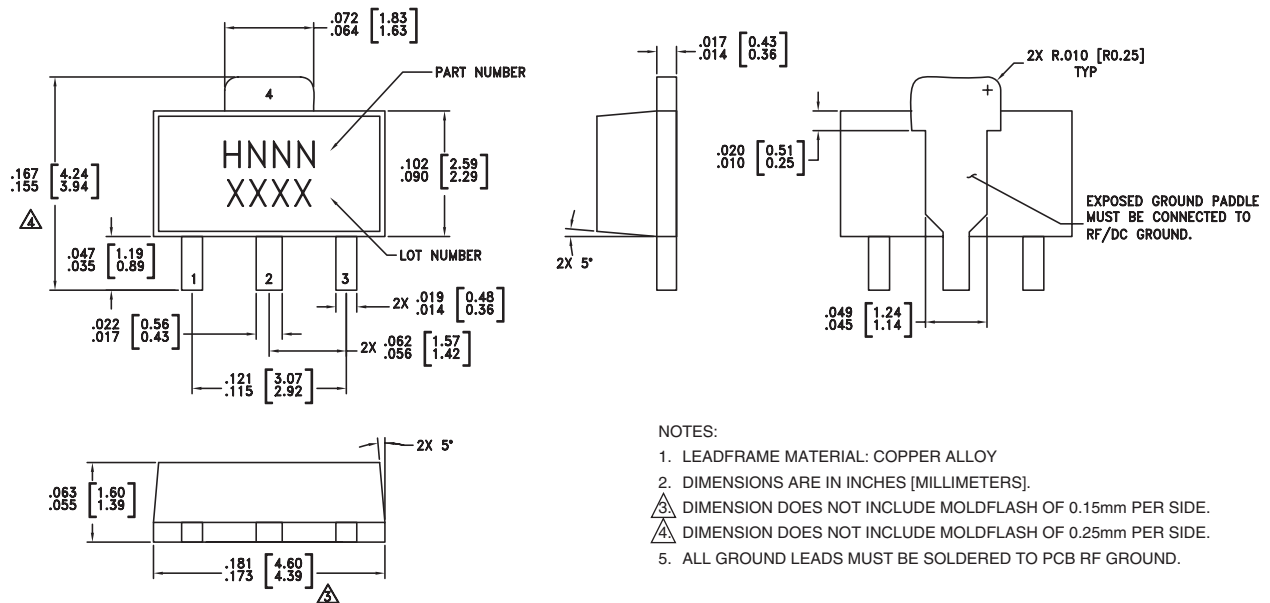 .072 [1.83
.064 1.63]
PART NUMBER
4
HNNN
XXXX
.167 [4.24
.155 3.94]
4
.102 [2.59
.090 2.29]
.047 [1.19
.035 0.89]
LOT NUMBER
1
2
3
2X .019 [0.48
.014 0.36]
.022 [0.56
.017 0.43]
2X .062 [1.57
.056 1.42]
.121 [3.07
.115 2.92]
.017 [0.43
.014 0.36]
2X 5°
2X R.010 [R0.25]
TYP
.020 [0.51
.010 0.25]
EXPOSED GROUND PADDLE
MUST BE CONNECTED TO
RF/DC GROUND.
.049 [1.24
.045 1.14]
2X 5°
.063 [1.60
.055 1.39]
.181 [4.60
.173 4.39]
3
NOTES:
1. LEADFRAME MATERIAL: COPPER ALLOY
2. DIMENSIONS ARE IN INCHES [MILLIMETERS].
3. DIMENSION DOES NOT INCLUDE MOLDFLASH OF 0.15mm PER SIDE.
4. DIMENSION DOES NOT INCLUDE MOLDFLASH OF 0.25mm PER SIDE.
5. ALL GROUND LEADS MUST BE SOLDERED TO PCB RF GROUND.